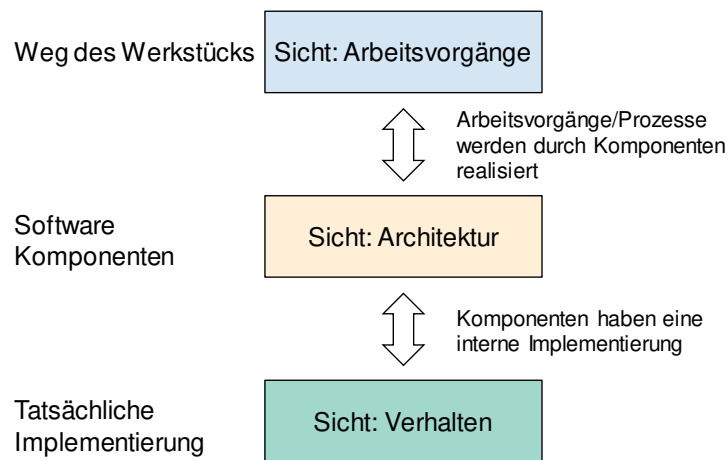 Weg des Werkstücks
Sicht: Arbeitsvorgänge
Arbeitsvorgänge/Prozesse
werden durch Komponenten
realisiert
Software
Komponenten
Sicht: Architektur
Komponenten haben eine
interne Implementierung
Tatsächliche
Implementierung
Sicht: Verhalten